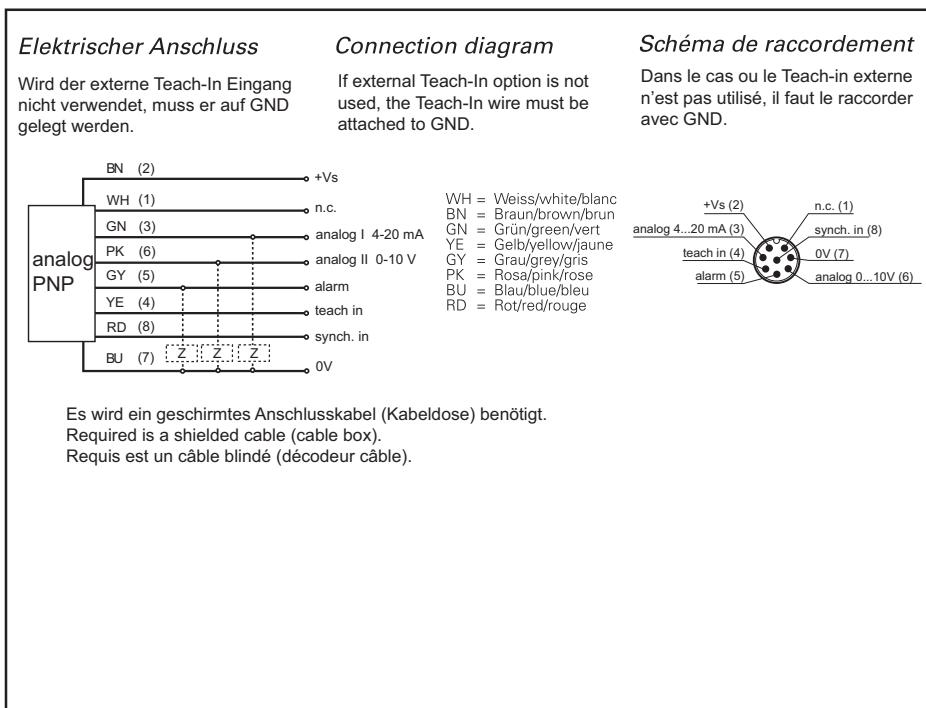 Elektrischer Anschluss
Wird der externe Teach-In Eingang
nicht verwendet, muss er auf GND
gelegt werden.
Connection diagram
If external Teach-In option is not
used, the Teach-In wire must be
attached to GND.
Schéma de raccordement
Dans le cas ou le Teach-in externe
n'est pas utilisé, il faut le raccorder
avec GND.
analog
PNP
BN (2) +Vs
WH (1) n.c.
GN (3) analog I 4-20 mA
PK (6) analog II 0-10 V
GY (5) alarm
YE (4) teach in
RD (8) synch. in
BU (7) Z Z Z 0V
WH = Weiss/white/blanc
BN = Braun/brown/brun
GN = Grün/green/vert
YE = Gelb/yellow/jaune
GY = Grau/grey/gris
PK = Rosa/pink/rose
BU = Blau/blue/bleu
RD = Rot/red/rouge
+Vs (2) n.c. (1)
analog 4...20 mA (3) synch. in (8)
teach in (4) 0V (7)
alarm (5) analog 0...10V (6)
Es wird ein geschirmtes Anschlusskabel (Kabeldose) benötigt.
Required is a shielded cable (cable box).
Requis est un câble blindé (décodeur câble).